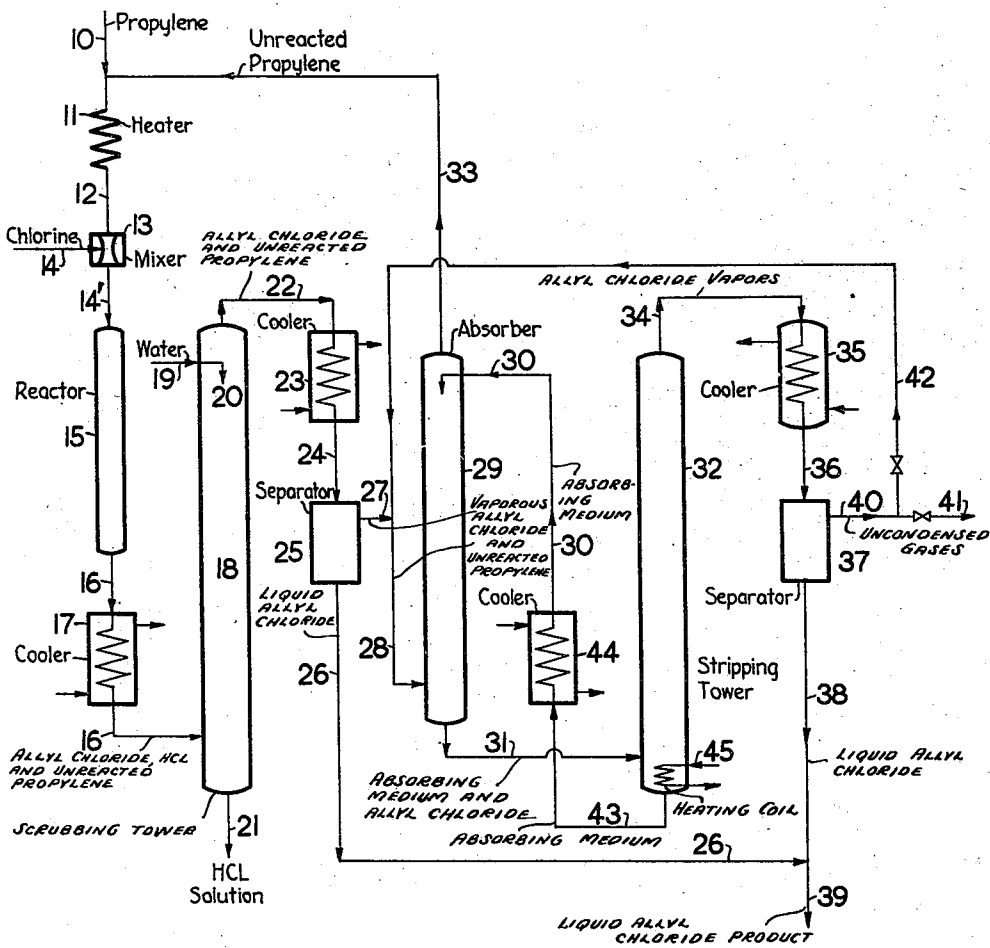 Propylene
10
Unreacted
Propylene
11
Heater
12
33
13
Chlorine
14
Mixer
14'
ALLYL CHLORIDE
AND UNREACTED
PROPYLENE
22
ALLYL CHLORIDE VAPORS
34
Cooler
23
Absorber
30
35
Cooler
42
Water
19
20
Reactor
15
24
29
32
36
Separator
27
25
ABSORB-
ING
MEDIUM
VAPOROUS
ALLYL
CHLORIDE
AND
UNREACTED
PROPYLENE
30
40
41
UNCONDENSED
GASES
37
Separator
18
16
LIQUID
ALLYL
CHLORIDE
Cooler
44
17
Cooler
28
26
Stripping
Tower
38
16
ALLYL CHLORIDE, HCL
AND UNREACTED
PROPYLENE
31
45
LIQUID ALLYL
CHLORIDE
ABSORBING
MEDIUM AND
ALLYL CHLORIDE
HEATING COIL
43
ABSORBING MEDIUM
SCRUBBING TOWER
21
26
HCL
Solution
39
LIQUID ALLYL
CHLORIDE PRODUCT